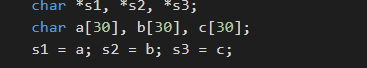 char *s1, *s2, *s3;
char a[30], b[30], c[30];
s1 = a; s2 = b; s3 = c;